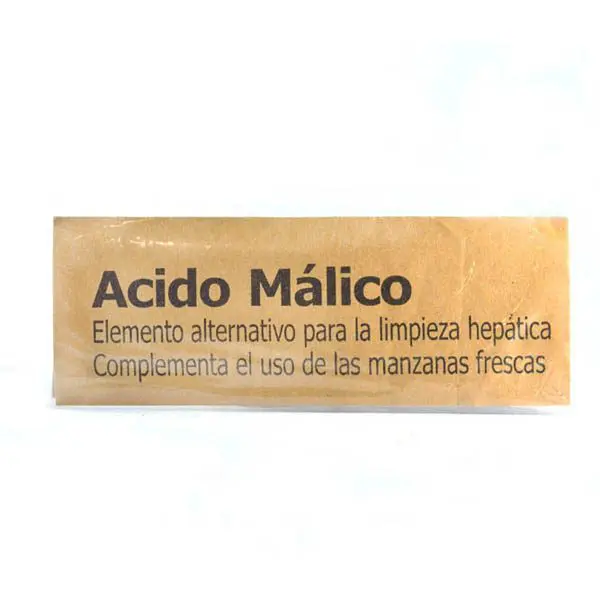 Acido Málico
Elemento alternativo para la limpieza hepática
Complementa el uso de las manzanas frescas